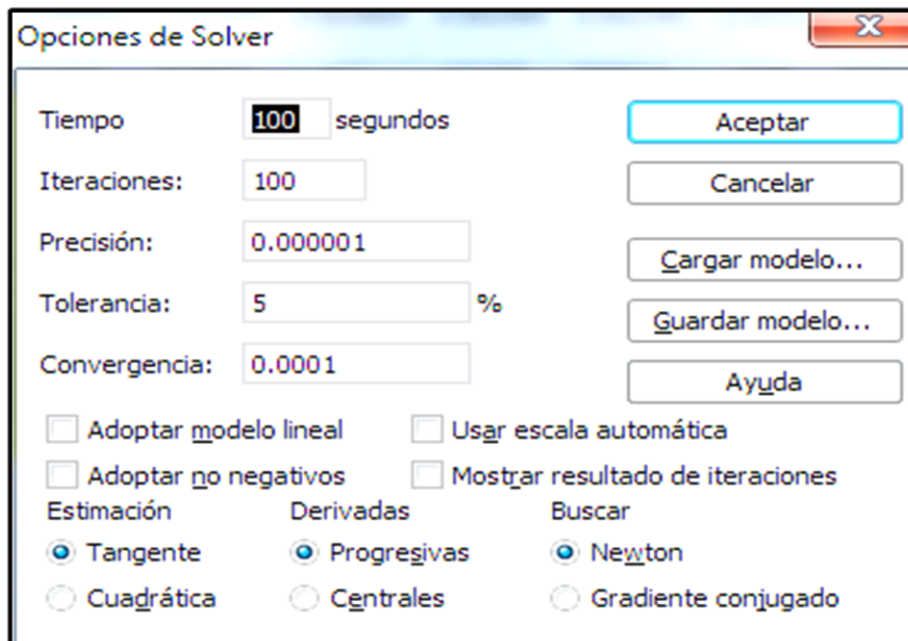 Opciones de Solver
Tiempo 100 segundos Aceptar
Iteraciones: 100 Cancelar
Precisión: 0.000001 Cargar modelo...
Tolerancia: 5 % Guardar modelo...
Convergencia: 0.0001 Ayuda
Adoptar modelo lineal Usar escala automática
Adoptar no negativos Mostrar resultado de iteraciones
Estimación Derivadas Buscar
Tangente Progresivas Newton
Cuadrática Centrales Gradiente conjugado